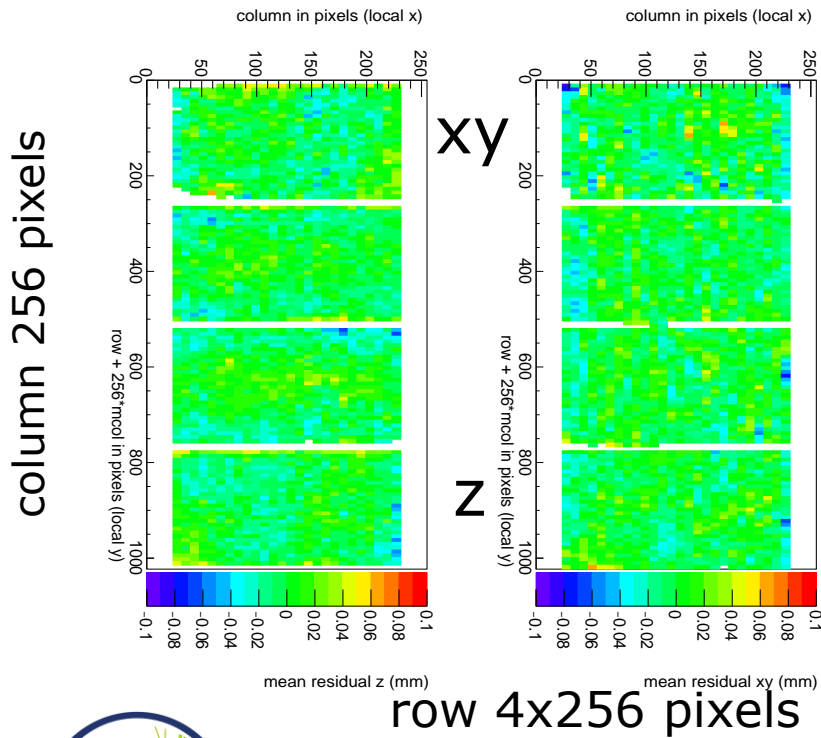 column in pixels (local x)
column in pixels (local x)
0 50 100 150 200 250
0 50 100 150 200 250
0
200
400
600
800
1000
row + 256*mcol in pixels (local y)
0
200
400
600
800
1000
row + 256*mcol in pixels (local y)
xy
z
column 256 pixels
-0.1 -0.08 -0.06 -0.04 -0.02 0 0.02 0.04 0.06 0.08 0.1
-0.1 -0.08 -0.06 -0.04 -0.02 0 0.02 0.04 0.06 0.08 0.1
mean residual z (mm)
mean residual xy (mm)
row 4x256 pixels